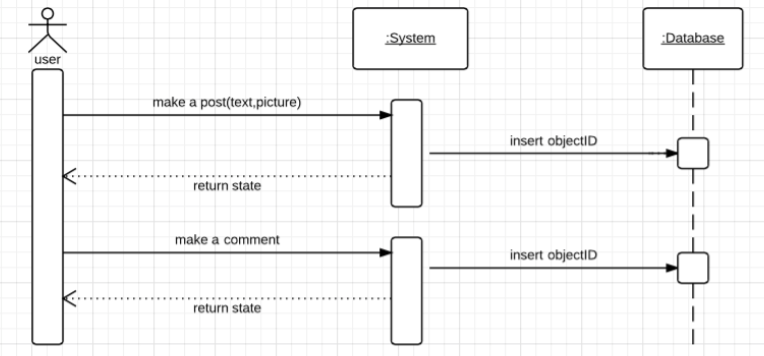 :System
:Database
user
make a post(text,picture)
insert objectID
return state
make a comment
insert objectID
return state